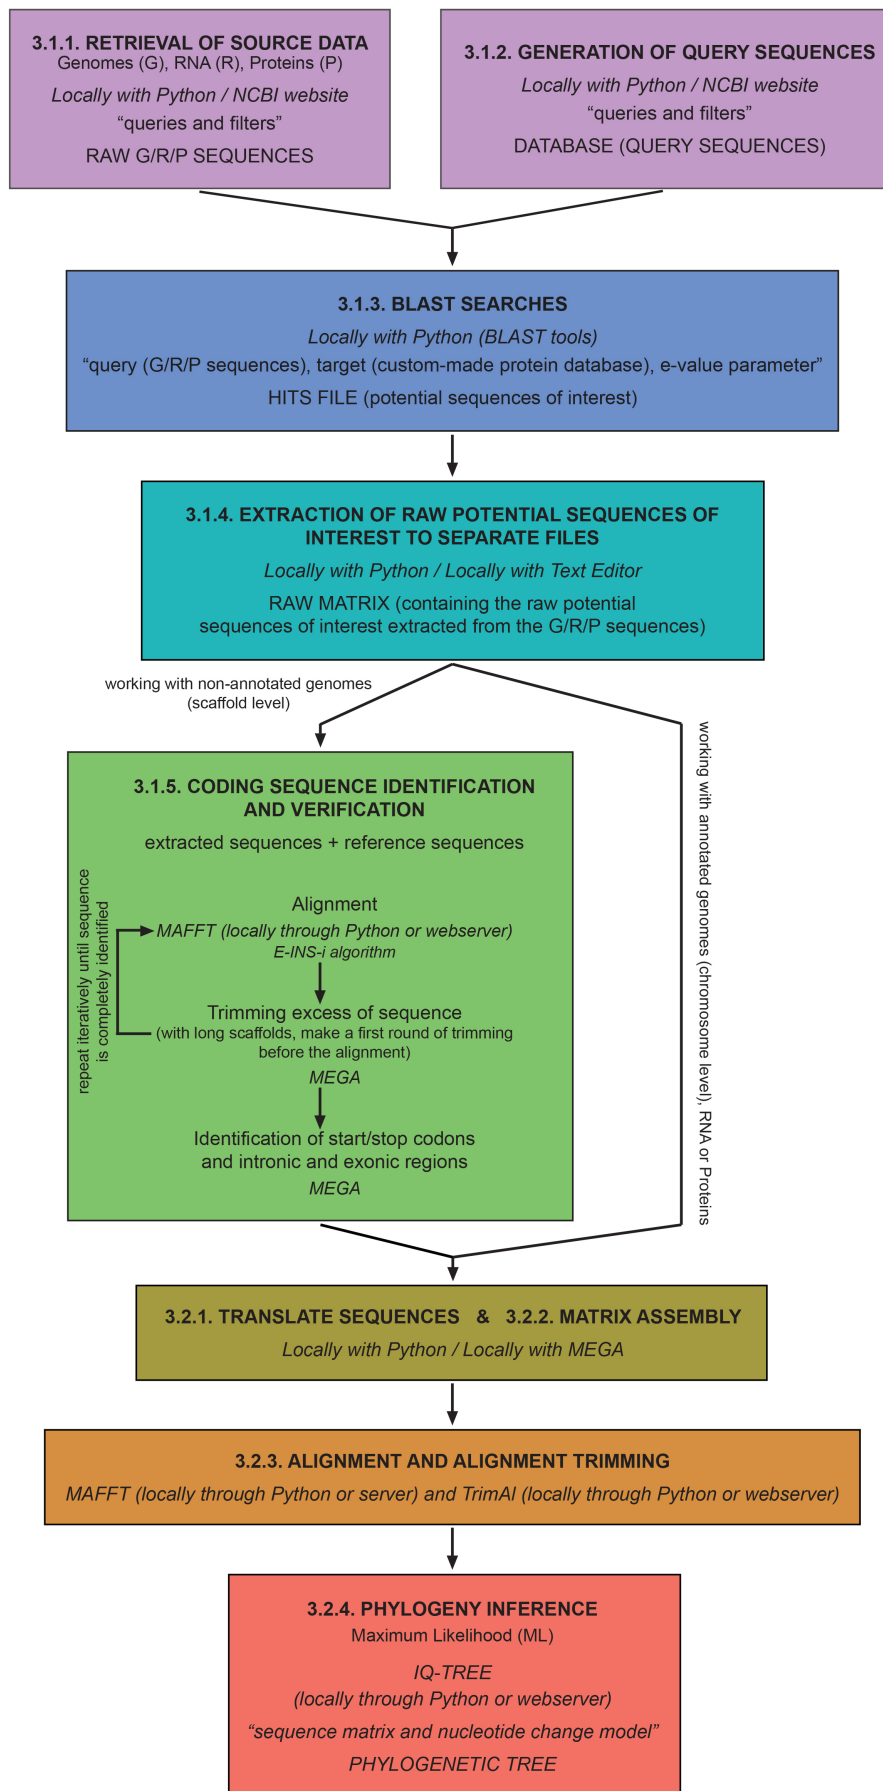 3.1.1. RETRIEVAL OF SOURCE DATA
Genomes (G), RNA (R), Proteins (P)
Locally with Python / NCBI website
“queries and filters”
RAW G/R/P SEQUENCES
3.1.2. GENERATION OF QUERY SEQUENCES
Locally with Python / NCBI website
“queries and filters”
DATABASE (QUERY SEQUENCES)
3.1.3. BLAST SEARCHES
Locally with Python (BLAST tools)
“query (G/R/P sequences), target (custom-made protein database), e-value parameter”
HITS FILE (potential sequences of interest)
3.1.4. EXTRACTION OF RAW POTENTIAL SEQUENCES OF
INTEREST TO SEPARATE FILES
Locally with Python / Locally with Text Editor
RAW MATRIX (containing the raw potential
sequences of interest extracted from the G/R/P sequences)
working with non-annotated genomes
(scaffold level)
working with annotated genomes (chromosome level), RNA or Proteins
3.1.5. CODING SEQUENCE IDENTIFICATION
AND VERIFICATION
extracted sequences + reference sequences
repeat iteratively until sequence
is completely identified
Alignment
MAFFT (locally through Python or webserver)
E-INS-i algorithm
Trimming excess of sequence
(with long scaffolds, make a first round of trimming
before the alignment)
MEGA
Identification of start/stop codons
and intronic and exonic regions
MEGA
3.2.1. TRANSLATE SEQUENCES & 3.2.2. MATRIX ASSEMBLY
Locally with Python / Locally with MEGA
3.2.3. ALIGNMENT AND ALIGNMENT TRIMMING
MAFFT (locally through Python or server) and TrimAl (locally through Python or webserver)
3.2.4. PHYLOGENY INFERENCE
Maximum Likelihood (ML)
IQ-TREE
(locally through Python or webserver)
“sequence matrix and nucleotide change model”
PHYLOGENETIC TREE